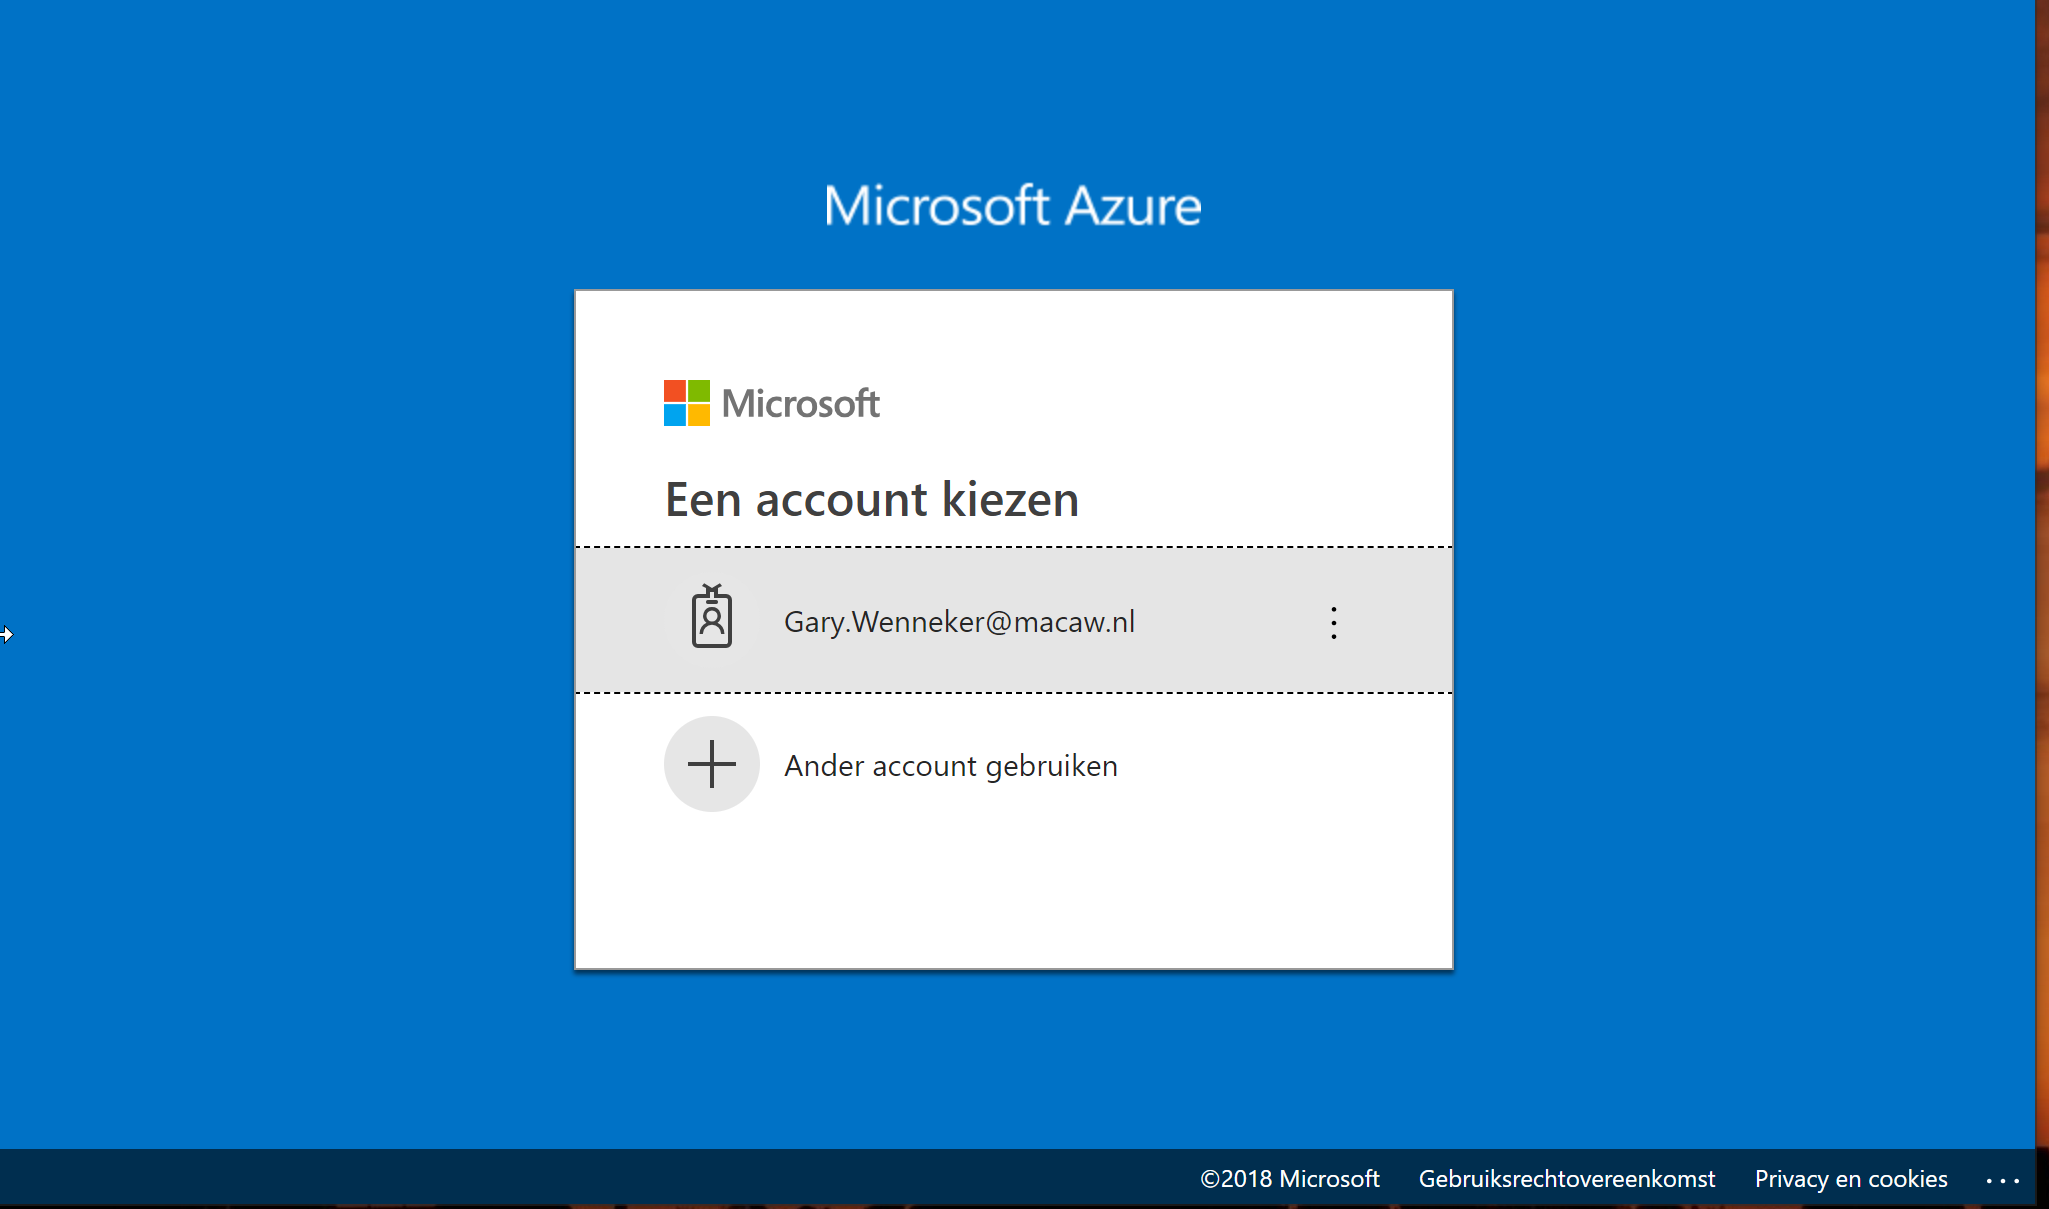 Microsoft Azure
Microsoft
Een account kiezen
Gary.Wenneker@macaw.nl
Ander account gebruiken
©2018 Microsoft Gebruiksrechtovereenkomst Privacy en cookies ...